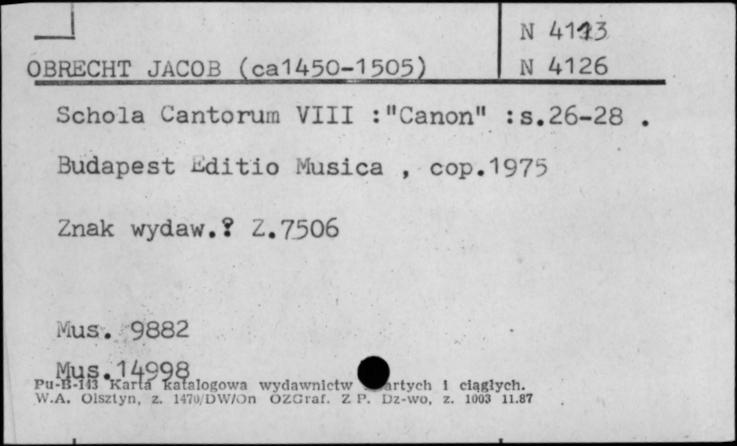 N 4113
OBRECHT JACOB (ca1450-1505) N 4126
Schola Cantorum VIII :"Canon" :s.26-28 .
Budapest Editio Musica , cop.1975
Znak wydaw.? Z.7506
Mus. 9882
Mus.14998
Pu-B-143 Karta katalogowa wydawnictw i ciągłych.
W.A. Olsztyn, z. 1470/DW/On OZGraf. Z P. Dz-wo, z. 1003 11.87